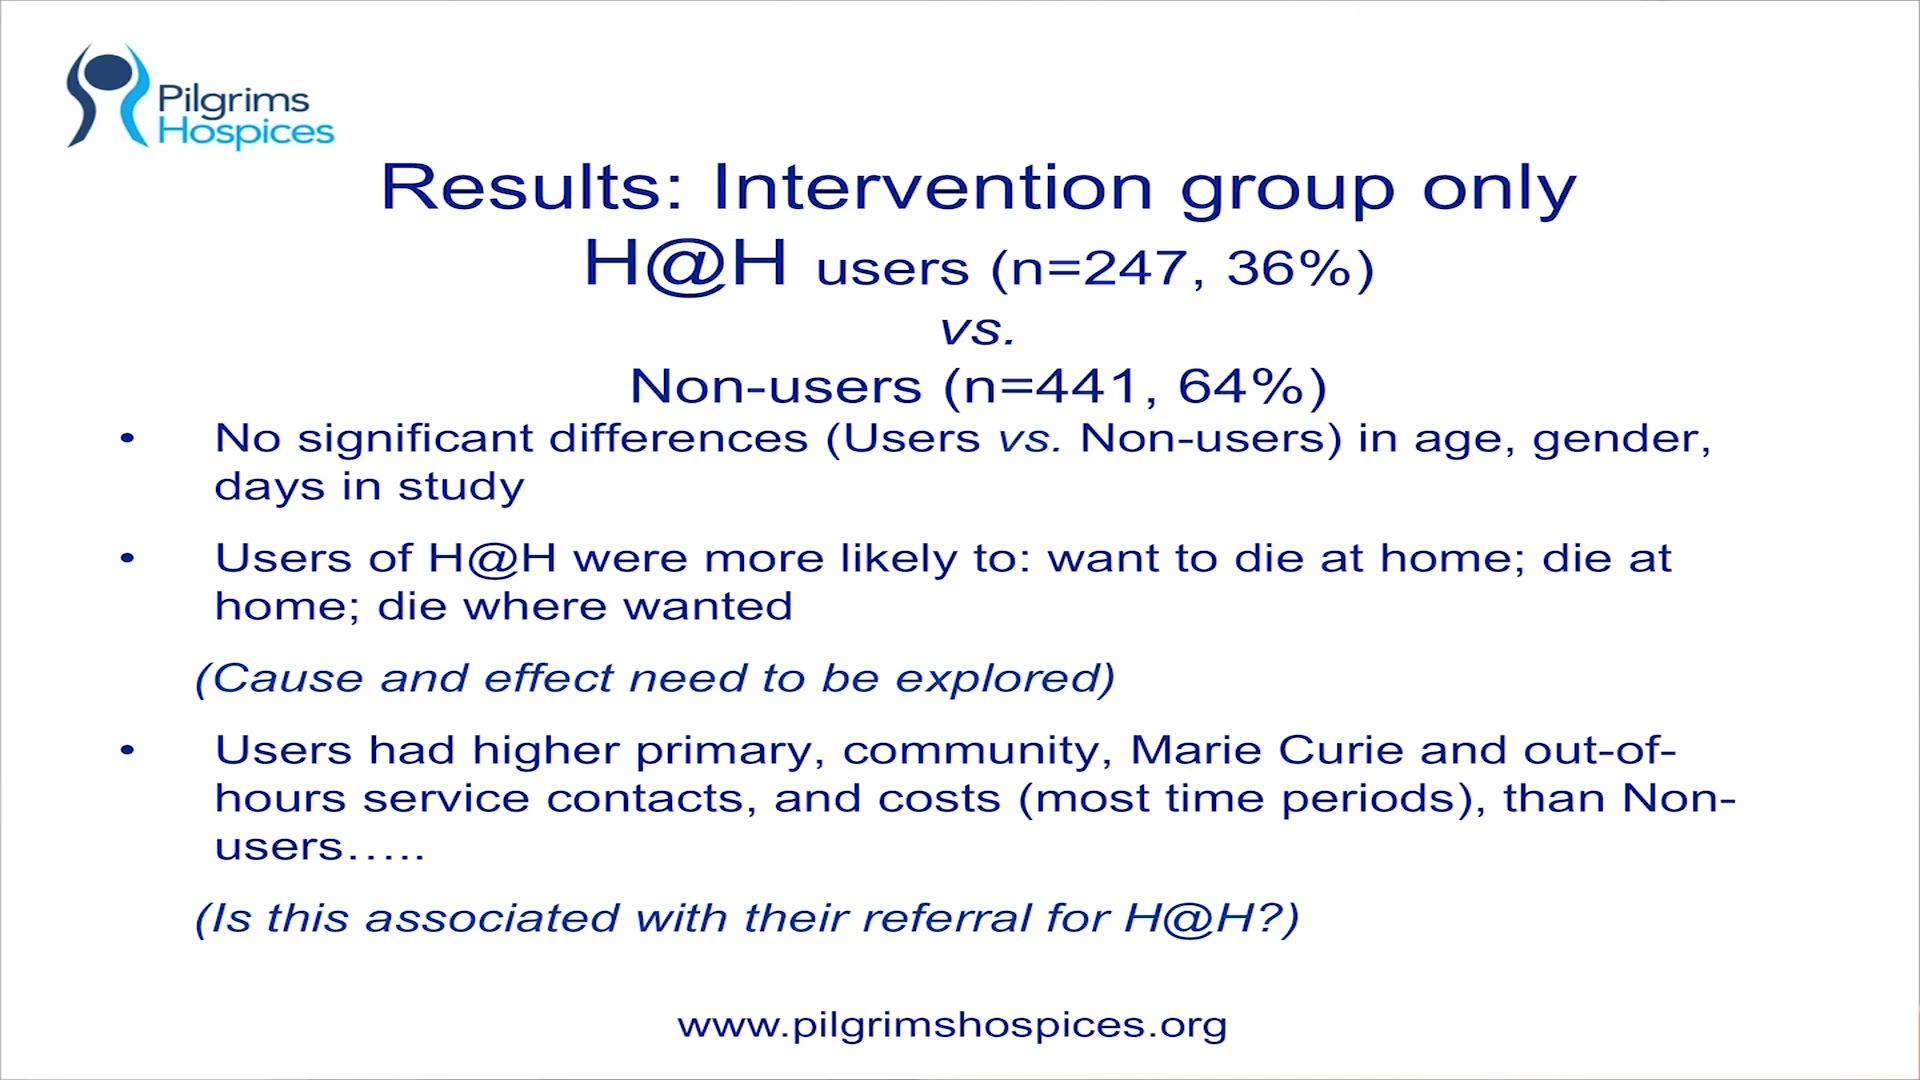 Pilgrims
Hospices
Results: Intervention group only
H@H users (n=247, 36%)
vs.
Non-users (n=441, 64%)
• No significant differences (Users vs. Non-users) in age, gender,
days in study
• Users of H@H were more likely to: want to die at home; die at
home; die where wanted
(Cause and effect need to be explored)
• Users had higher primary, community, Marie Curie and out-of-
hours service contacts, and costs (most time periods), than Non-
users…..
(Is this associated with their referral for H@H?)
www.pilgrimshospices.org